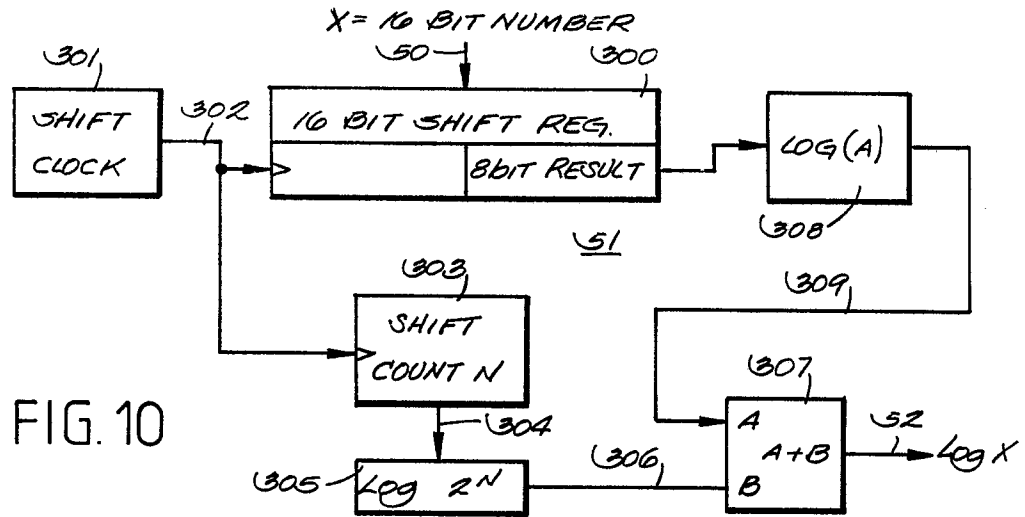 X = 16 BIT NUMBER
301
50
300
302
SHIFT
CLOCK
16 BIT SHIFT REG.
8bit RESULT
LOG(A)
308
51
303
309
SHIFT
COUNT N
307
FIG. 10
304
A
52
A+B
Log X
305
Log 2^N
306
B